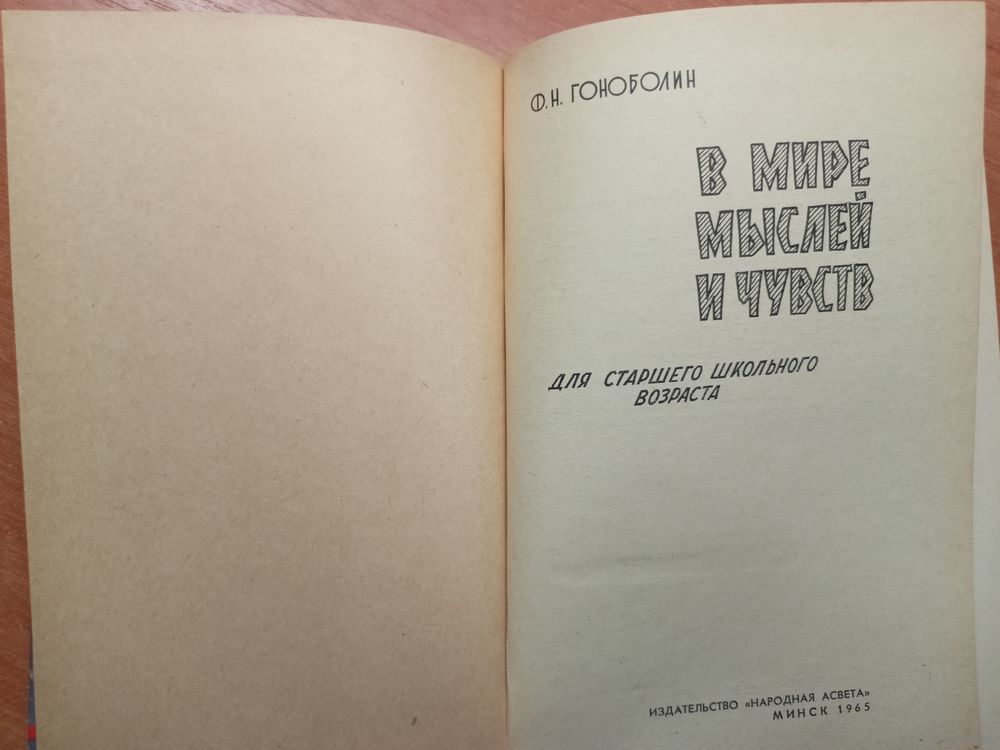 Ф. Н. ГОНОБОЛИН
В МИРЕ
МЫСЛЕЙ
И ЧУВСТВ
ДЛЯ СТАРШЕГО ШКОЛЬНОГО
ВОЗРАСТА
ИЗДАТЕЛЬСТВО «НАРОДНАЯ АСВЕТА»
МИНСК 1965